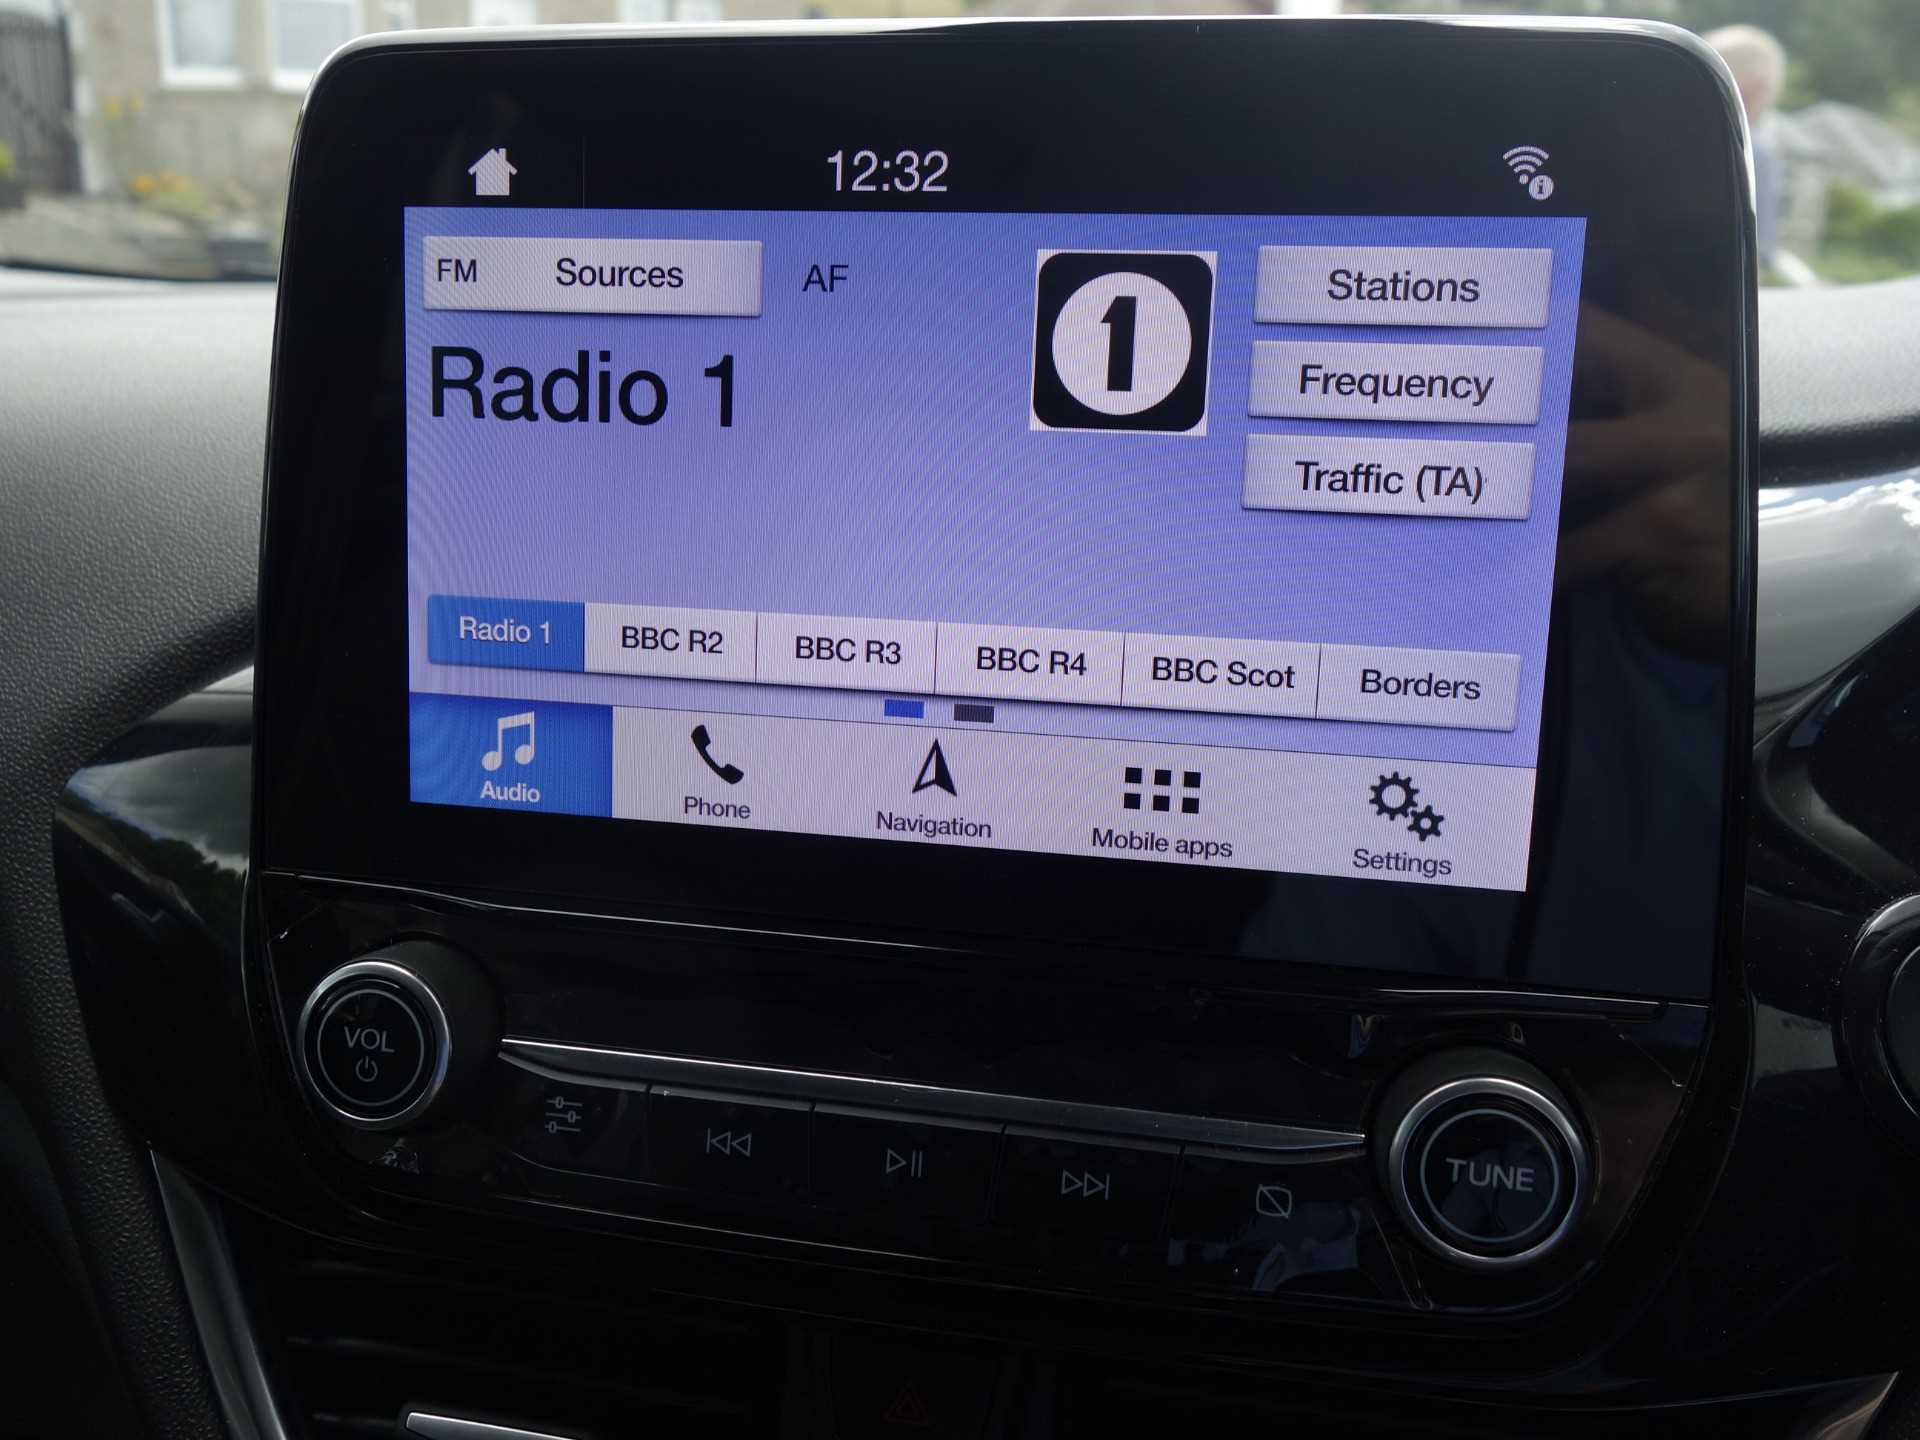 12:32
FM Sources AF
1
Stations
Radio 1
Frequency
Traffic (TA)
Radio 1 BBC R2 BBC R3 BBC R4 BBC Scot Borders
Audio Phone Navigation Mobile apps Settings
VOL
TUNE